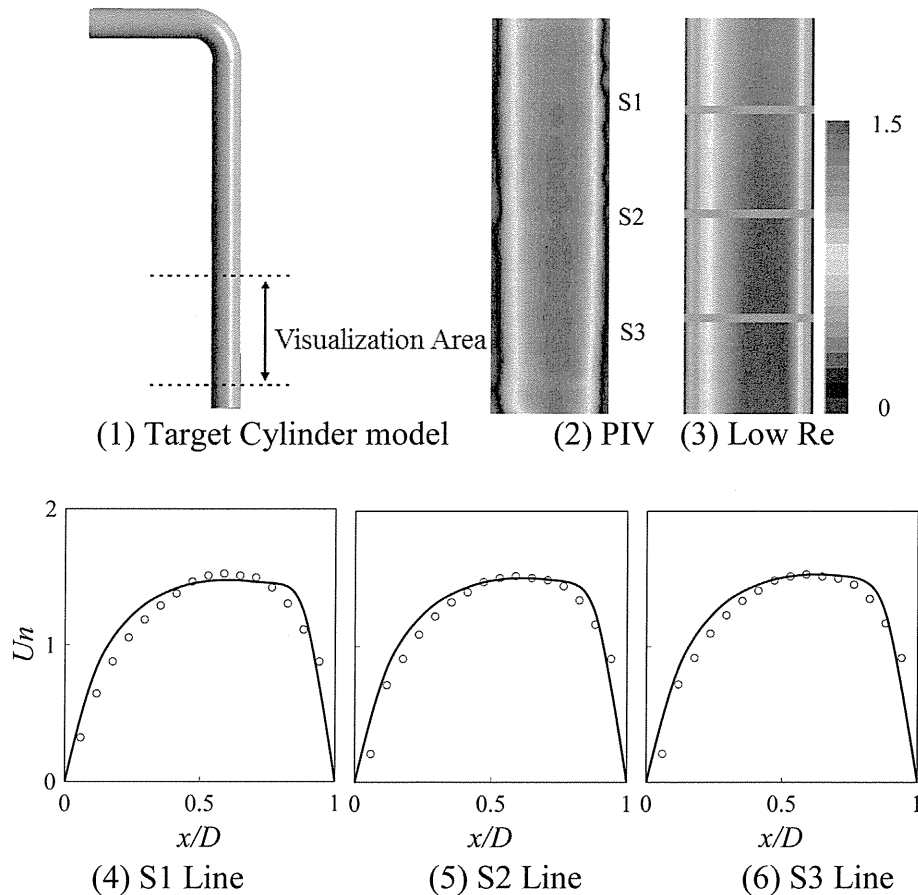 S1
S2
S3
1.5
0
Visualization Area
(1) Target Cylinder model
(2) PIV
(3) Low Re
2
1
0
Un
0
0.5
1
x/D
(4) S1 Line
0
0.5
1
x/D
(5) S2 Line
0
0.5
1
x/D
(6) S3 Line